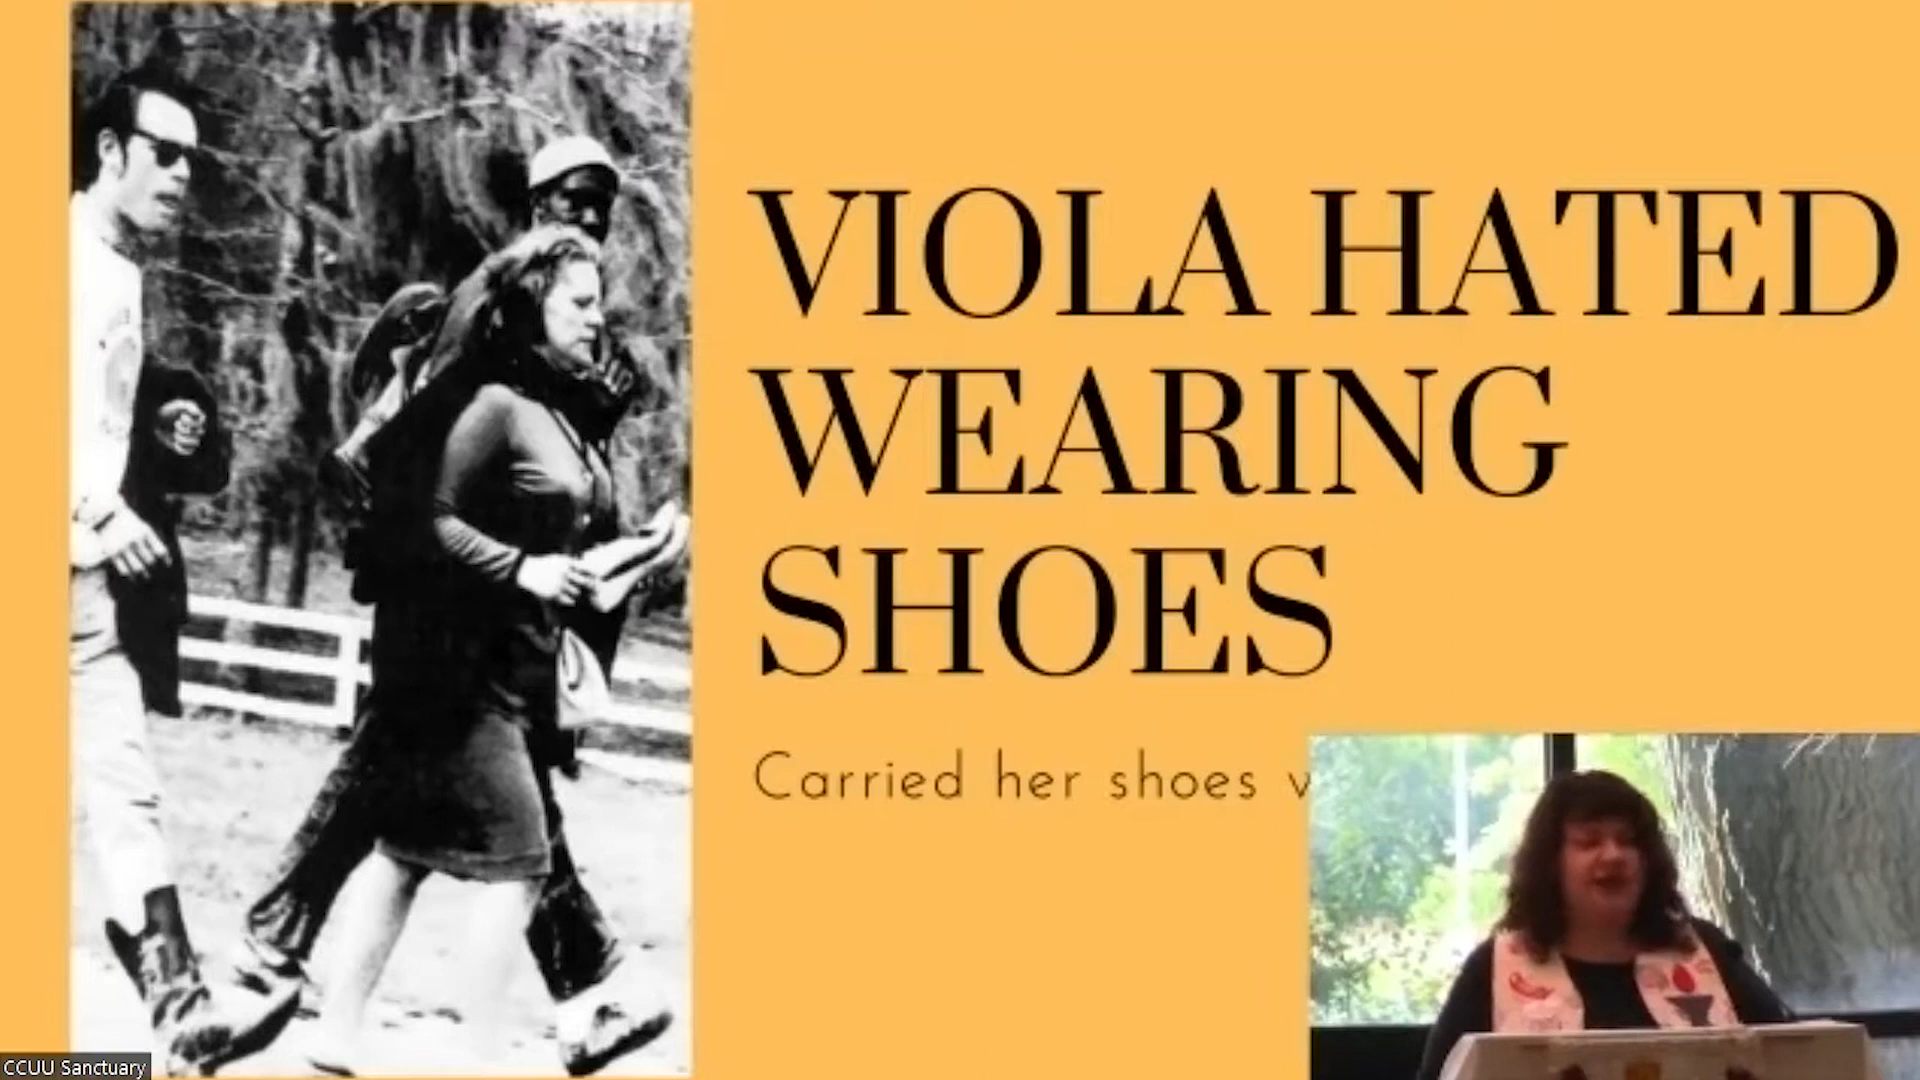 VIOLA HATED
WEARING
SHOES
Carried her shoes
CCUU Sanctuary